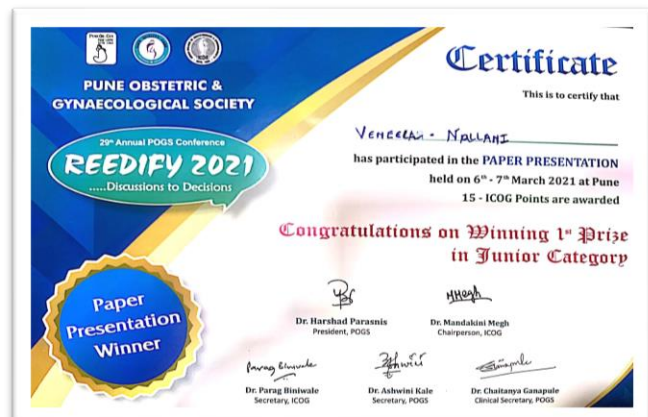 PUNE OBSTETRIC &
GYNAECOLOGICAL SOCIETY
29th Annual POGS Conference
REEDIFY 2021
.....Discussions to Decisions
Paper
Presentation
Winner
Certificate
This is to certify that
NALLANI
has participated in the PAPER PRESENTATION
held on 6th - 7th March 2021 at Pune
15 - ICOG Points are awarded
Congratulations on Winning 1st Prize
in Junior Category
Dr. Harshad Parasnis
President, POGS
Dr. Mandakini Megh
Chairperson, ICOG
Parag Biniwale
Dr. Parag Biniwale
Secretary, ICOG
Dr. Ashwini Kale
Secretary, POGS
Dr. Chaitanya Ganapule
Clinical Secretary, POGS